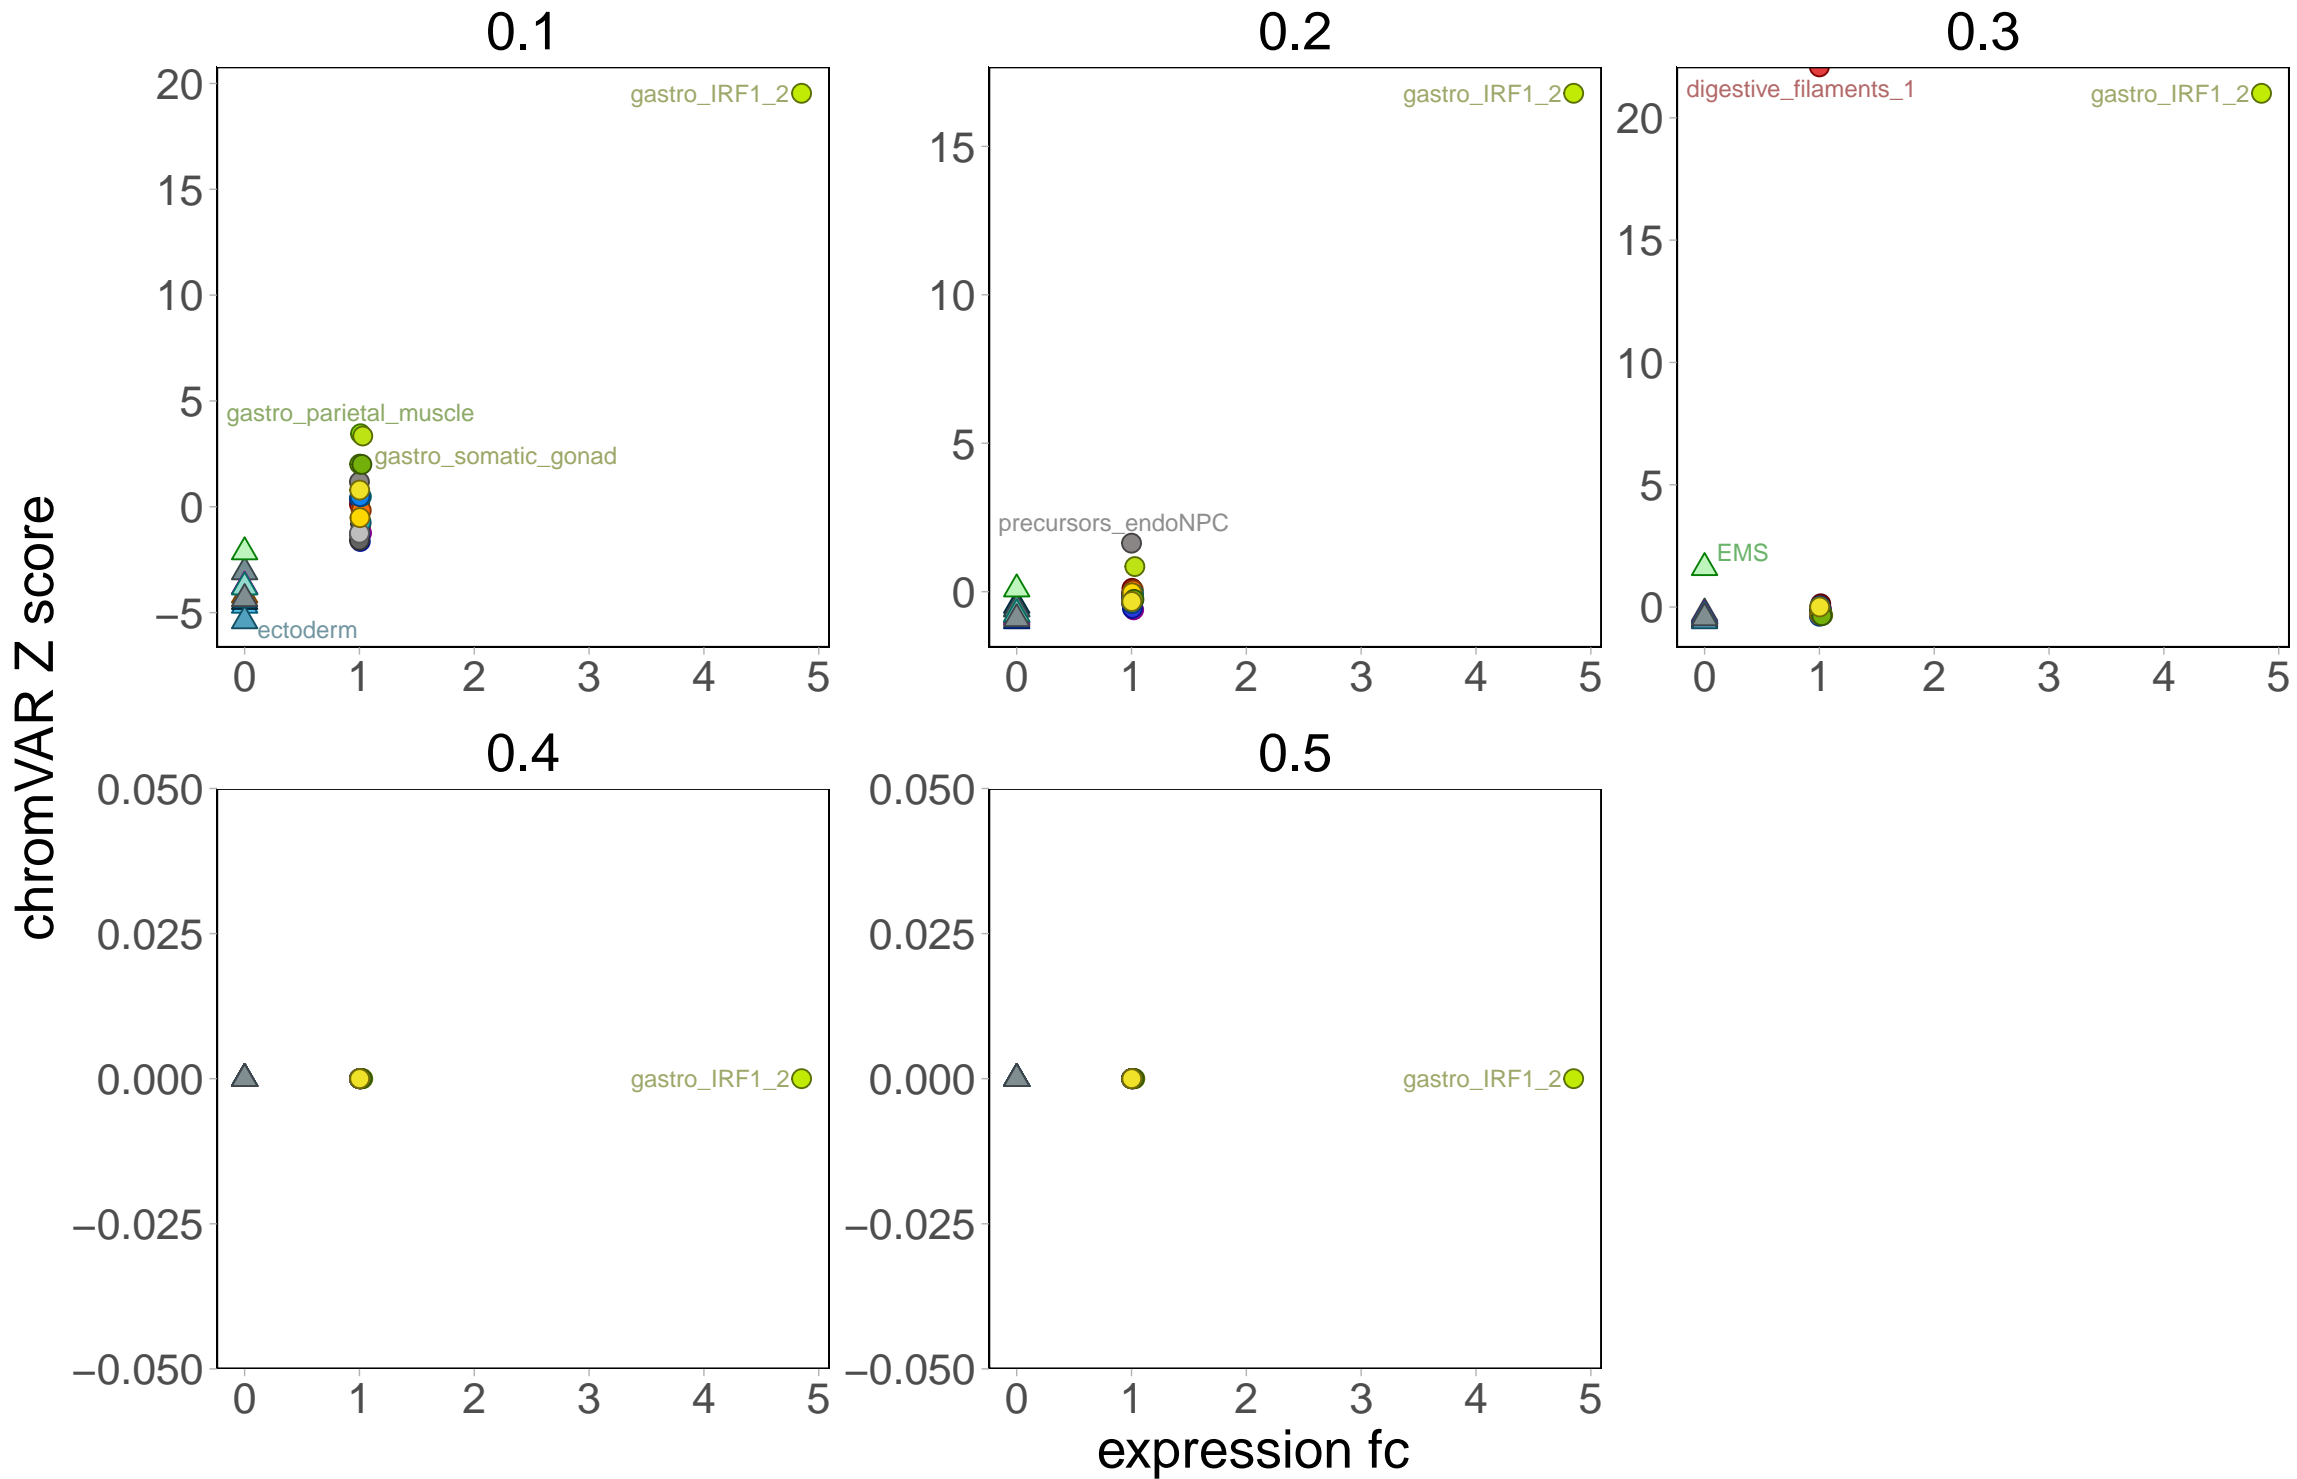 0.1
0.2
0.3
20
15
10
5
0
−5
gastro_IRF1_2
gastro_parietal_muscle
gastro_somatic_gonad
ectoderm
0 1 2 3 4 5
15
10
5
0
gastro_IRF1_2
precursors_endoNPC
0 1 2 3 4 5
20
15
10
5
0
digestive_filaments_1
gastro_IRF1_2
EMS
0 1 2 3 4 5
chromVAR Z score
0.4
0.5
0.050
0.025
0.000
−0.025
−0.050
gastro_IRF1_2
0 1 2 3 4 5
0.050
0.025
0.000
−0.025
−0.050
gastro_IRF1_2
0 1 2 3 4 5
expression fc